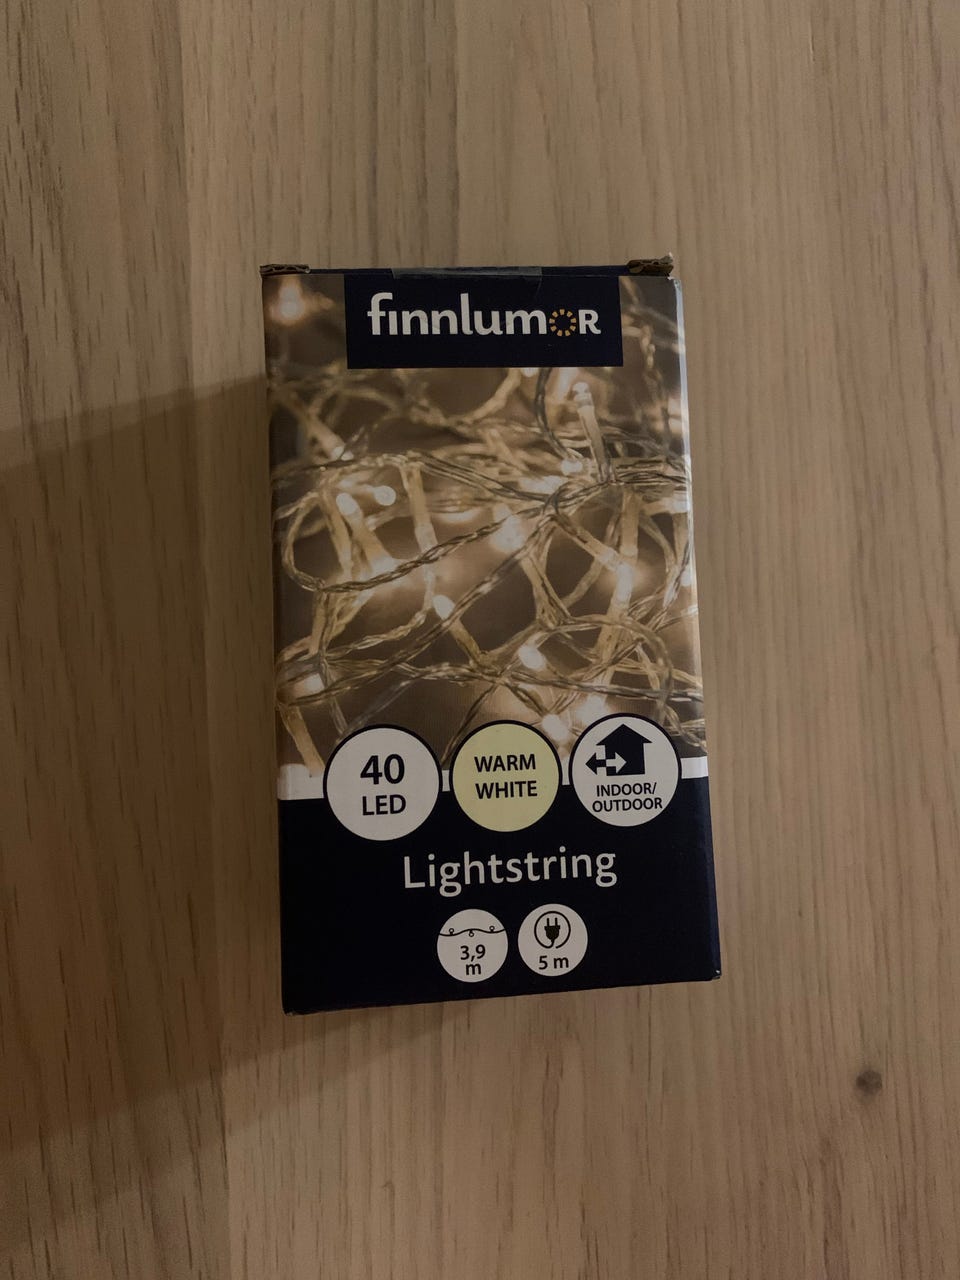 finnlumOR
40
LED
WARM
WHITE
INDOOR/
OUTDOOR
Lightstring
3,9
m
5 m